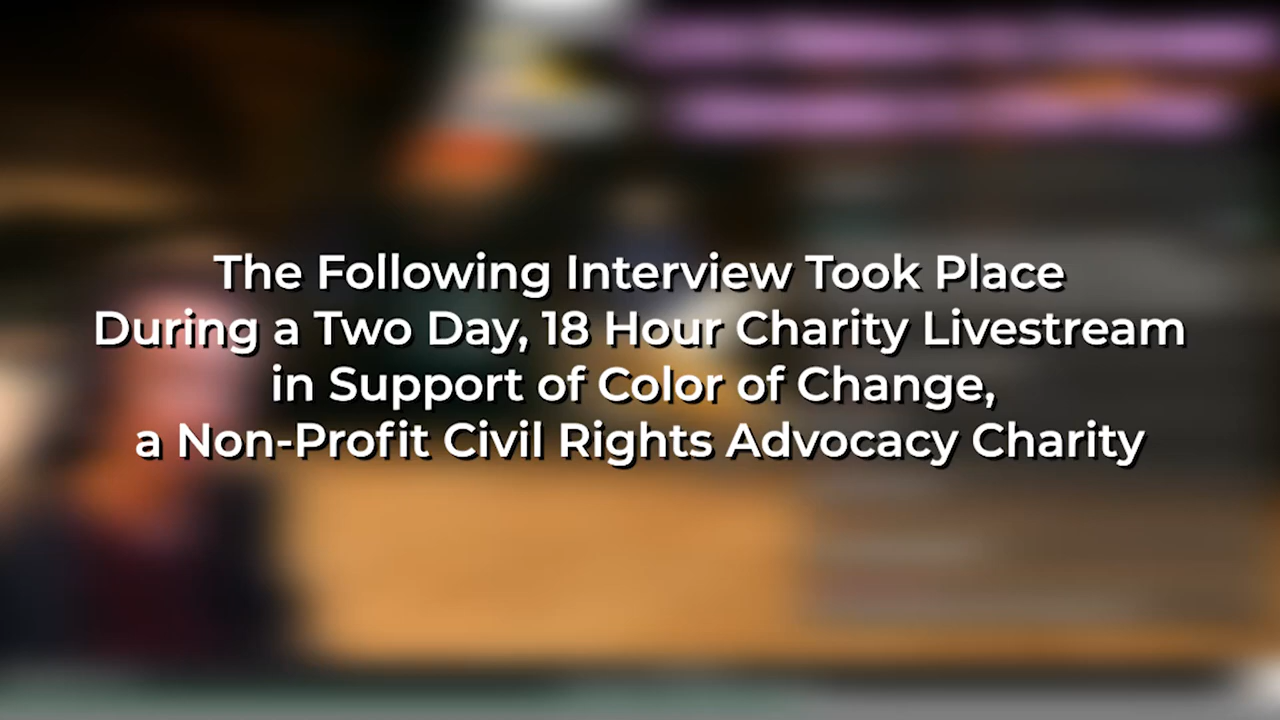 The Following Interview Took Place
During a Two Day, 18 Hour Charity Livestream
in Support of Color of Change,
a Non-Profit Civil Rights Advocacy Charity